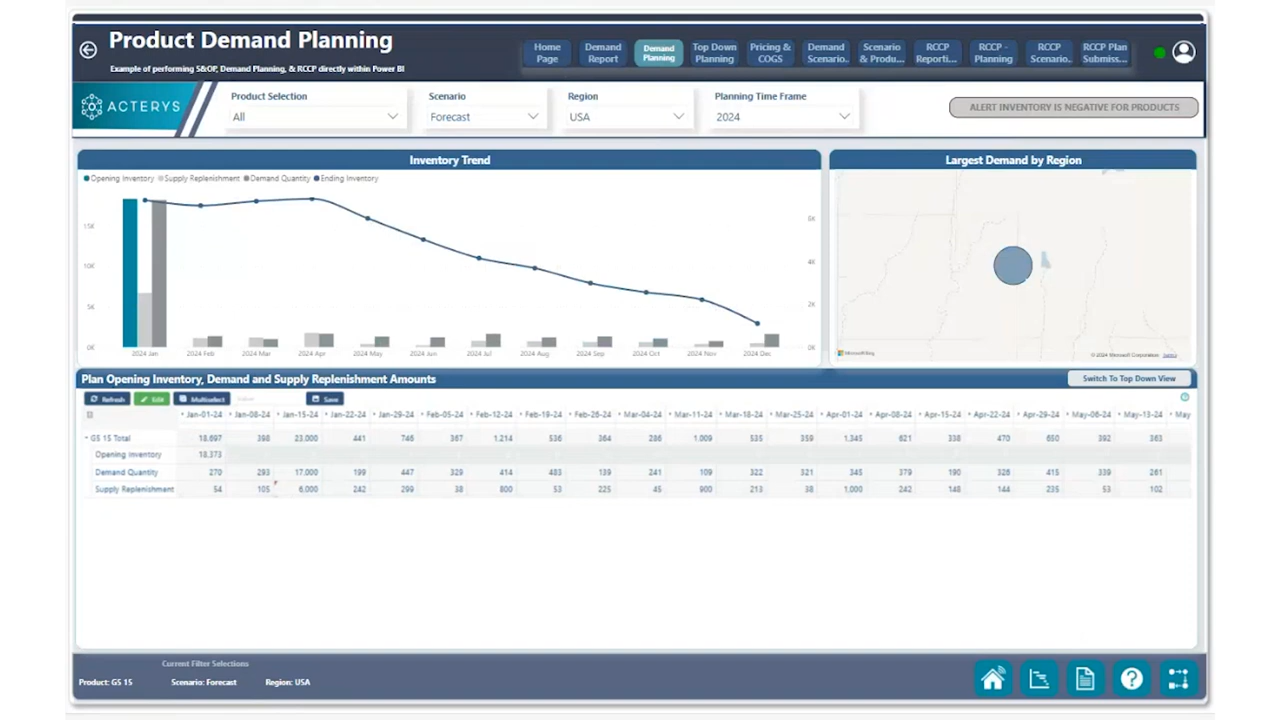 Product Demand Planning
Example of performing S&OP, Demand Planning, & RCCP directly within Power BI
Home Page
Demand Report
Demand Planning
Top Down Planning
Pricing & COGS
Demand Scenario..
Scenario & Produ...
RCCP Reporti...
RCCP - Planning
RCCP Scenario..
RCCP Plan Submiss...
ACTERYS
Product Selection
All
Scenario
Forecast
Region
USA
Planning Time Frame
2024
ALERT INVENTORY IS NEGATIVE FOR PRODUCTS
Inventory Trend
Opening Inventory Supply Replenishment Demand Quantity Ending Inventory
15K
10K
5K
0K
6K
4K
2K
0K
2024 Jan 2024 Feb 2024 Mar 2024 Apr 2024 May 2024 Jun 2024 Jul 2024 Aug 2024 Sep 2024 Oct 2024 Nov 2024 Dec
Largest Demand by Region
Microsoft Bing
© 2024 Microsoft Corporation Terms
Plan Opening Inventory, Demand and Supply Replenishment Amounts
Switch To Top Down View
Refresh Edit Multiselect Value Save
Jan-01-24 Jan-08-24 Jan-15-24 Jan-22-24 Jan-29-24 Feb-05-24 Feb-12-24 Feb-19-24 Feb-26-24 Mar-04-24 Mar-11-24 Mar-18-24 Mar-25-24 Apr-01-24 Apr-08-24 Apr-15-24 Apr-22-24 Apr-29-24 May-06-24 May-13-24 May
GS 15 Total 18,697 398 23,000 441 746 367 1,214 536 364 286 1,009 535 359 1,345 621 338 470 650 392 363
Opening Inventory 18,373
Demand Quantity 270 293 17,000 199 447 329 414 483 139 241 109 322 321 345 379 190 326 415 339 261
Supply Replenishment 54 105 6,000 242 299 38 800 53 225 45 900 213 38 1,000 242 148 144 235 53 102
Current Filter Selections
Product: GS 15
Scenario: Forecast
Region: USA